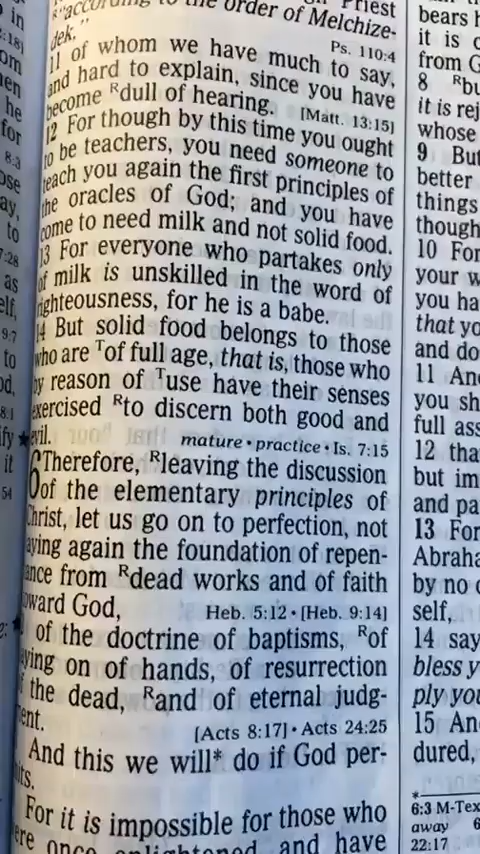 R"according to the order of Melchize-
dek." Ps. 110:4
11 of whom we have much to say,
and hard to explain, since you have
become Rdull of hearing. [Matt. 13:15]
12 For though by this time you ought
to be teachers, you need someone to
teach you again the first principles of
the oracles of God; and you have
come to need milk and not solid food.
13 For everyone who partakes only
of milk is unskilled in the word of
righteousness, for he is a babe.
14 But solid food belongs to those
who are Tof full age, that is, those who
by reason of Tuse have their senses
exercised Rto discern both good and
evil. mature • practice • Is. 7:15
6 Therefore, Rleaving the discussion
of the elementary principles of
Christ, let us go on to perfection, not
laying again the foundation of repen-
tance from Rdead works and of faith
toward God, Heb. 5:12 • [Heb. 9:14]
of the doctrine of baptisms, Rof
laying on of hands, of resurrection
of the dead, Rand of eternal judg-
ment. [Acts 8:17] • Acts 24:25
And this we will* do if God per-
mits.
For it is impossible for those who
were once enlightened, and have
bears h
it is
from G
8 Rbu
it is rej
whose
9 But
better
things
though
10 For
your w
you ha
that yo
and do
11 And
you sh
full ass
12 tha
but im
and pa
13 For
Abraha
by no
self,
14 say
bless y
ply you
15 An
dured,
*
6:3 M-Tex
away 6
22:17